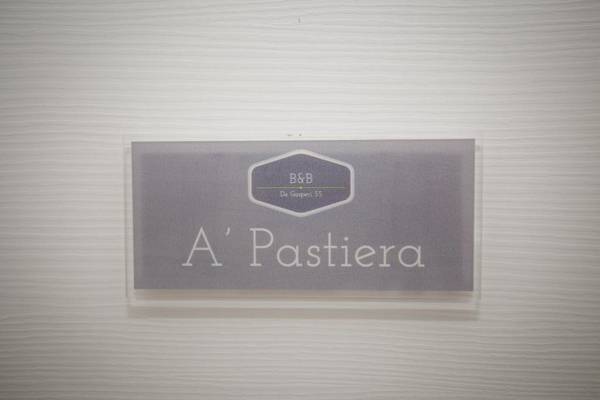 B&B
De Gasperi 55
A' Pastiera